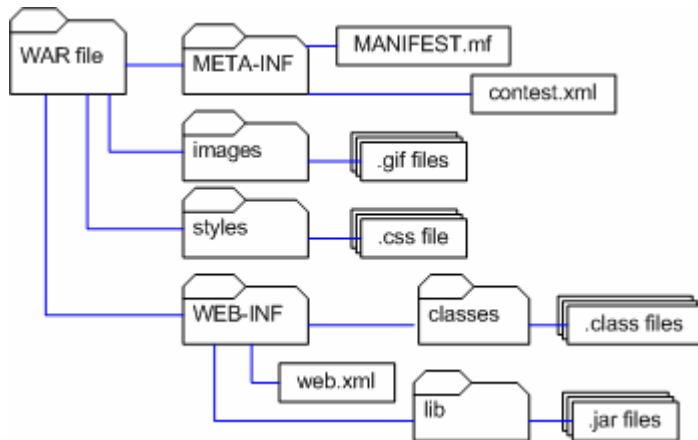 WAR file
META-INF
MANIFEST.mf
contest.xml
images
.gif files
styles
.css file
WEB-INF
classes
.class files
web.xml
lib
.jar files